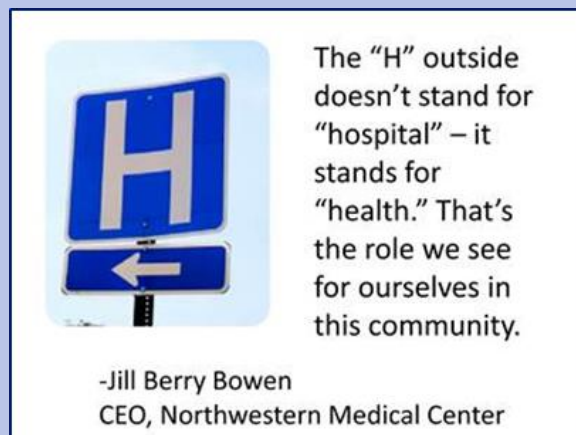 H
The “H” outside
doesn’t stand for
“hospital” – it
stands for
“health.” That’s
the role we see
for ourselves in
this community.
-Jill Berry Bowen
CEO, Northwestern Medical Center